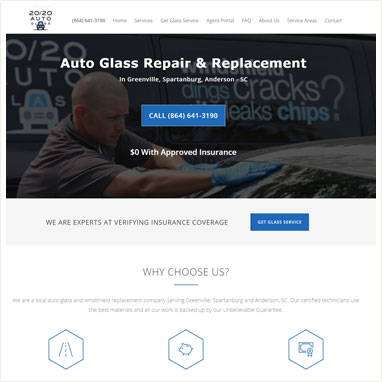 20/20
AUTO
GLASS
(864) 641-3190 Home Services Get Glass Service Agent Portal FAQ About Us Service Areas Contact
windshield
dings cracks?
leaks chips?
Auto Glass Repair & Replacement
In Greenville, Spartanburg, Anderson - SC
CALL (864) 641-3190
$0 With Approved Insurance
WE ARE EXPERTS AT VERIFYING INSURANCE COVERAGE
GET GLASS SERVICE
WHY CHOOSE US?
We are a local auto glass and windshield replacement company serving Greenville, Spartanburg and Anderson, SC. Our certified technicians use
the best materials and all our work is backed up by our Unbelievable Guarantee.